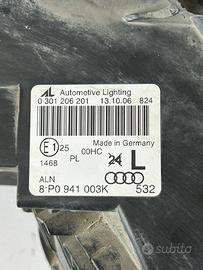 AL Automotive Lighting
0 301 206 201 13.10.06 824
Made in Germany
E1 25 00HC 24 L
1468 PL
ALN
8P0 941 003K 532
subito